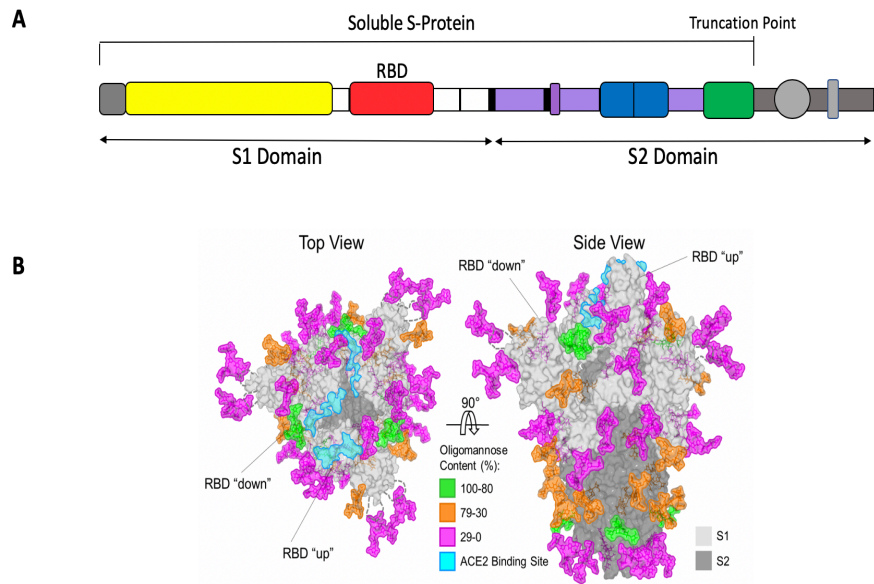 A
Soluble S-Protein
Truncation Point
RBD
S1 Domain
S2 Domain
B
Top View
Side View
RBD “down”
RBD “up”
90°
Oligomannose
Content (%):
100-80
79-30
29-0
ACE2 Binding Site
RBD “down”
RBD “up”
S1
S2